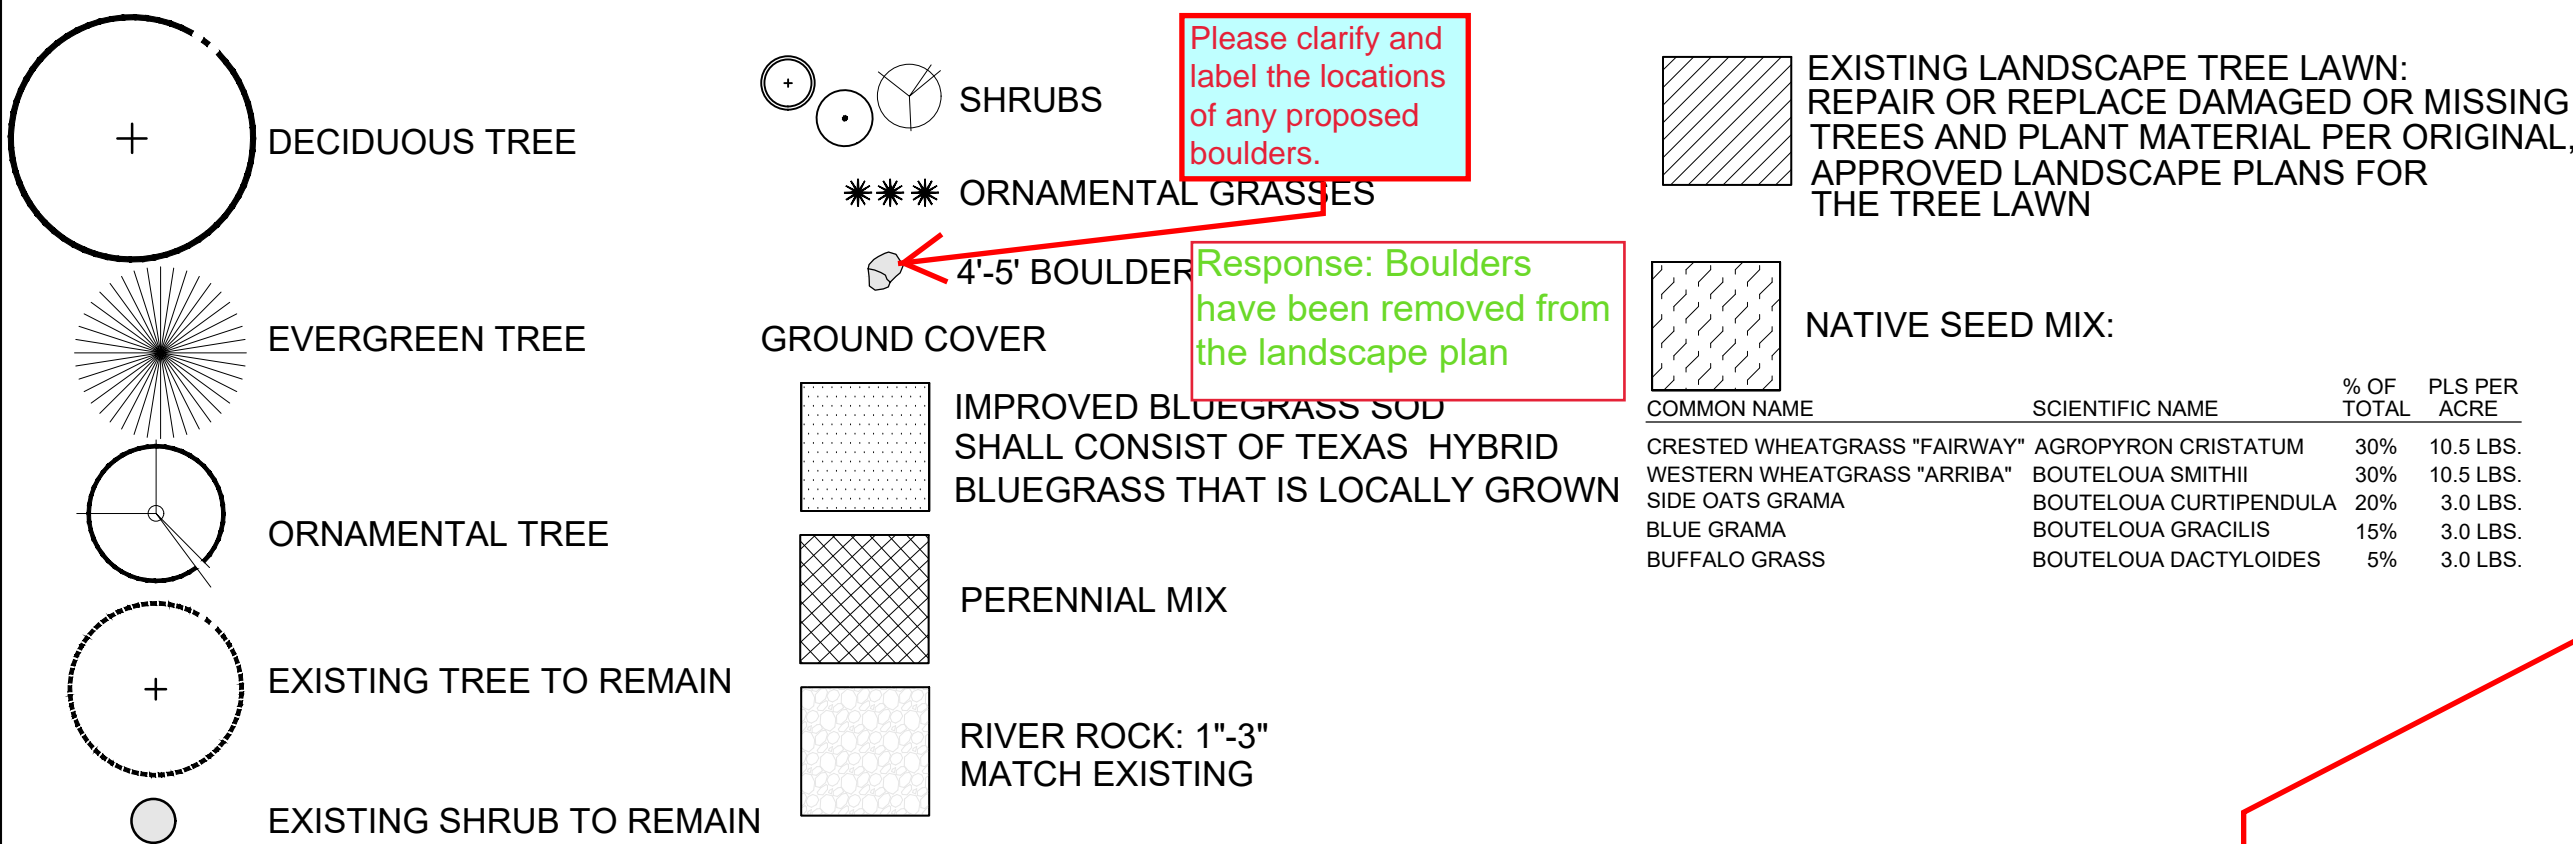 DECIDUOUS TREE
EVERGREEN TREE
ORNAMENTAL TREE
EXISTING TREE TO REMAIN
EXISTING SHRUB TO REMAIN
SHRUBS
ORNAMENTAL GRASSES
4'-5' BOULDER
Please clarify and
label the locations
of any proposed
boulders.
Response: Boulders
have been removed from
the landscape plan
GROUND COVER
IMPROVED BLUEGRASS SOD
SHALL CONSIST OF TEXAS HYBRID
BLUEGRASS THAT IS LOCALLY GROWN
PERENNIAL MIX
RIVER ROCK: 1"-3"
MATCH EXISTING
EXISTING LANDSCAPE TREE LAWN:
REPAIR OR REPLACE DAMAGED OR MISSING
TREES AND PLANT MATERIAL PER ORIGINAL,
APPROVED LANDSCAPE PLANS FOR
THE TREE LAWN
NATIVE SEED MIX:
COMMON NAME SCIENTIFIC NAME % OF TOTAL PLS PER ACRE
CRESTED WHEATGRASS "FAIRWAY" AGROPYRON CRISTATUM 30% 10.5 LBS.
WESTERN WHEATGRASS "ARRIBA" BOUTELOUA SMITHII 30% 10.5 LBS.
SIDE OATS GRAMA BOUTELOUA CURTIPENDULA 20% 3.0 LBS.
BLUE GRAMA BOUTELOUA GRACILIS 15% 3.0 LBS.
BUFFALO GRASS BOUTELOUA DACTYLOIDES 5% 3.0 LBS.